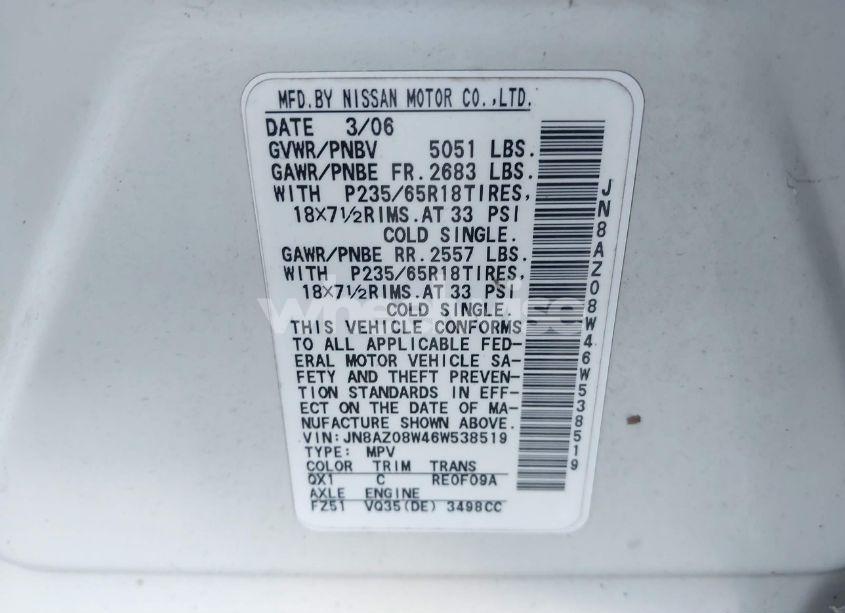 MFD.BY NISSAN MOTOR CO.,LTD.
DATE 3/06
GVWR/PNBV 5051 LBS.
GAWR/PNBE FR.2683 LBS.
WITH P235/65R18TIRES,
18×7½RIMS.AT 33 PSI
COLD SINGLE.
GAWR/PNBE RR.2557 LBS.
WITH P235/65R18TIRES,
18×7½RIMS.AT 33 PSI
COLD SINGLE.
THIS VEHICLE CONFORMS
TO ALL APPLICABLE FED-
ERAL MOTOR VEHICLE SA-
FETY AND THEFT PREVEN-
TION STANDARDS IN EFF-
ECT ON THE DATE OF MA-
NUFACTURE SHOWN ABOVE.
VIN:JN8AZ08W46W538519
TYPE: MPV
COLOR TRIM TRANS
QX1 C RE0F09A
AXLE ENGINE
FZ51 VQ35(DE) 3498CC
JN8AZ08W46W538519